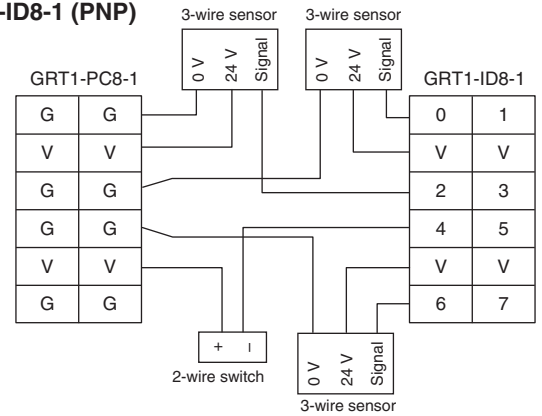 -ID8-1 (PNP)
3-wire sensor 3-wire sensor
0 V 24 V Signal 0 V 24 V Signal
GRT1-PC8-1 GRT1-ID8-1
G G 0 1
V V V V
G G 2 3
G G 4 5
V V V V
G G 6 7
+ –
2-wire switch
0 V 24 V Signal
3-wire sensor